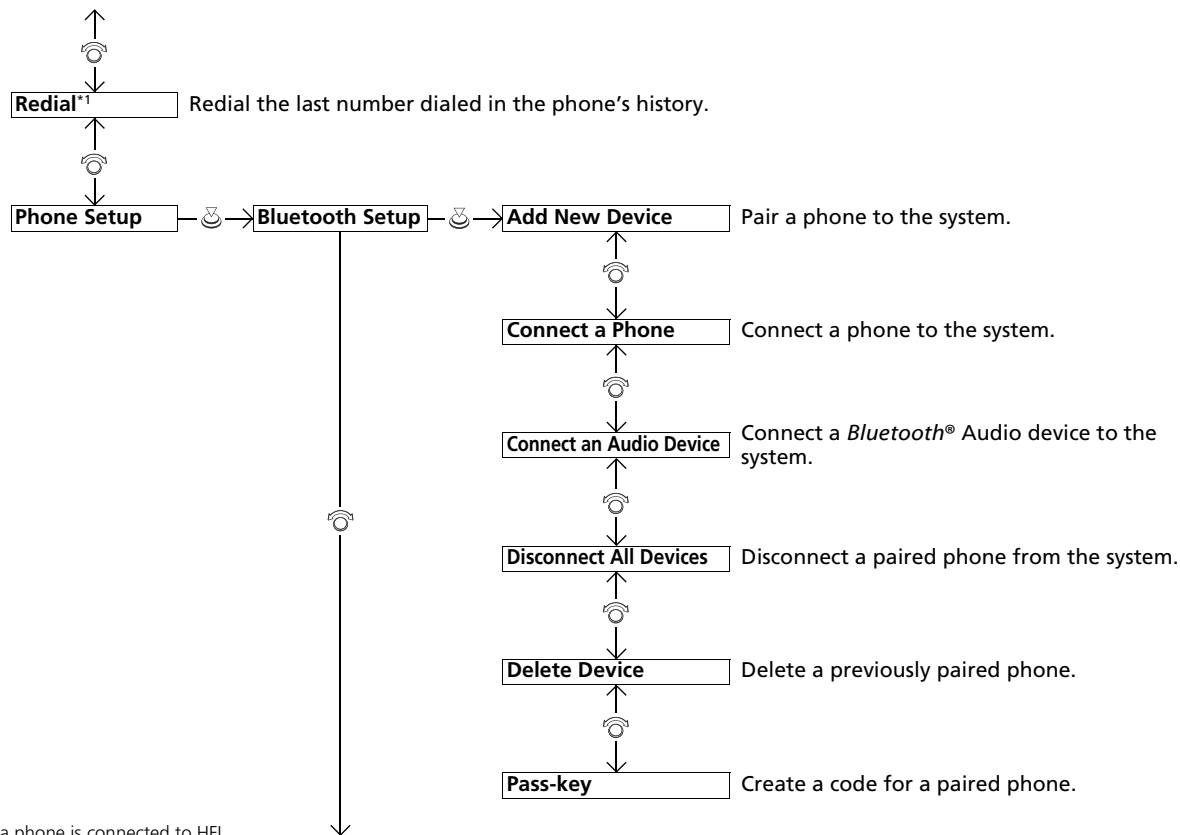 Redial*1 Redial the last number dialed in the phone's history.
Phone Setup Bluetooth Setup Add New Device Pair a phone to the system.
Connect a Phone Connect a phone to the system.
Connect an Audio Device Connect a Bluetooth® Audio device to the
system.
Disconnect All Devices Disconnect a paired phone from the system.
Delete Device Delete a previously paired phone.
Pass-key Create a code for a paired phone.
a phone is connected to HFL